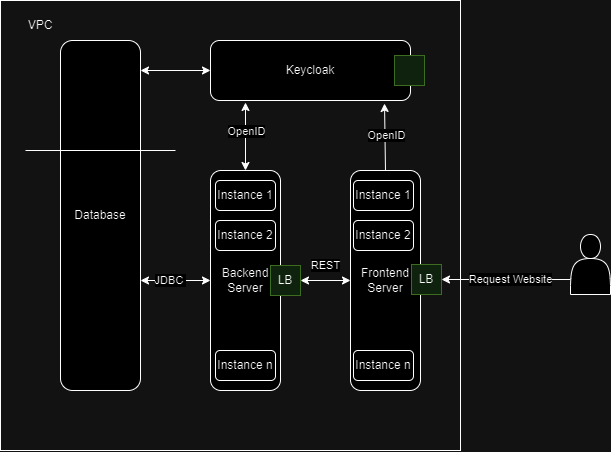 VPC
Keycloak
OpenID
OpenID
Instance 1
Instance 1
Instance 2
Instance 2
Database
Backend
Server
LB
REST
Frontend
Server
LB
Request Website
JDBC
Instance n
Instance n